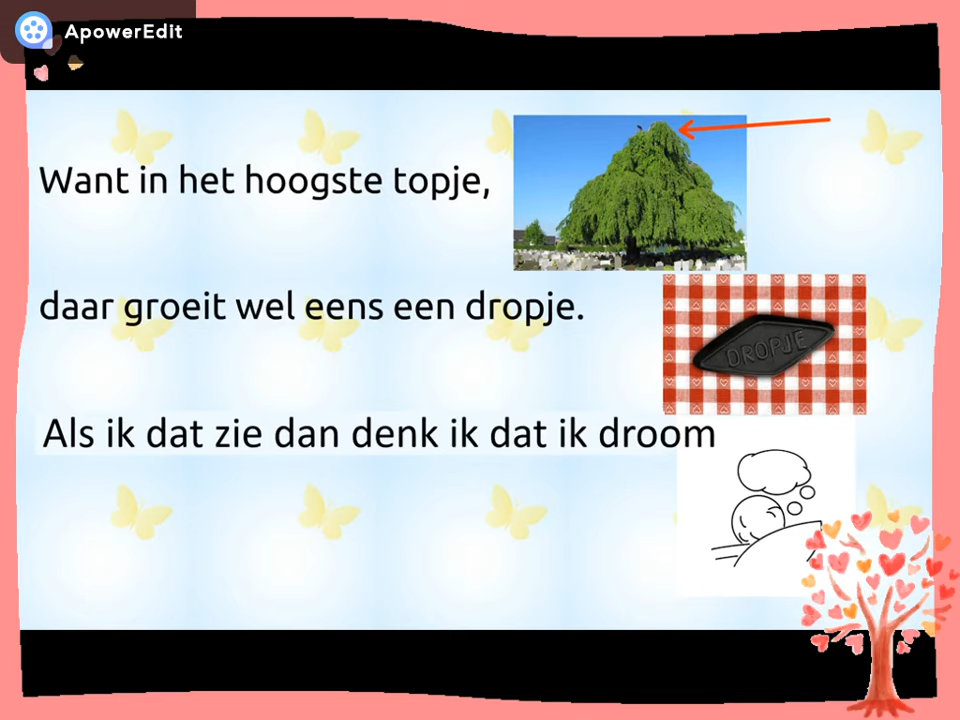 ApowerEdit
Want in het hoogste topje,
daar groeit wel eens een dropje.
DROPJE
Als ik dat zie dan denk ik dat ik droom